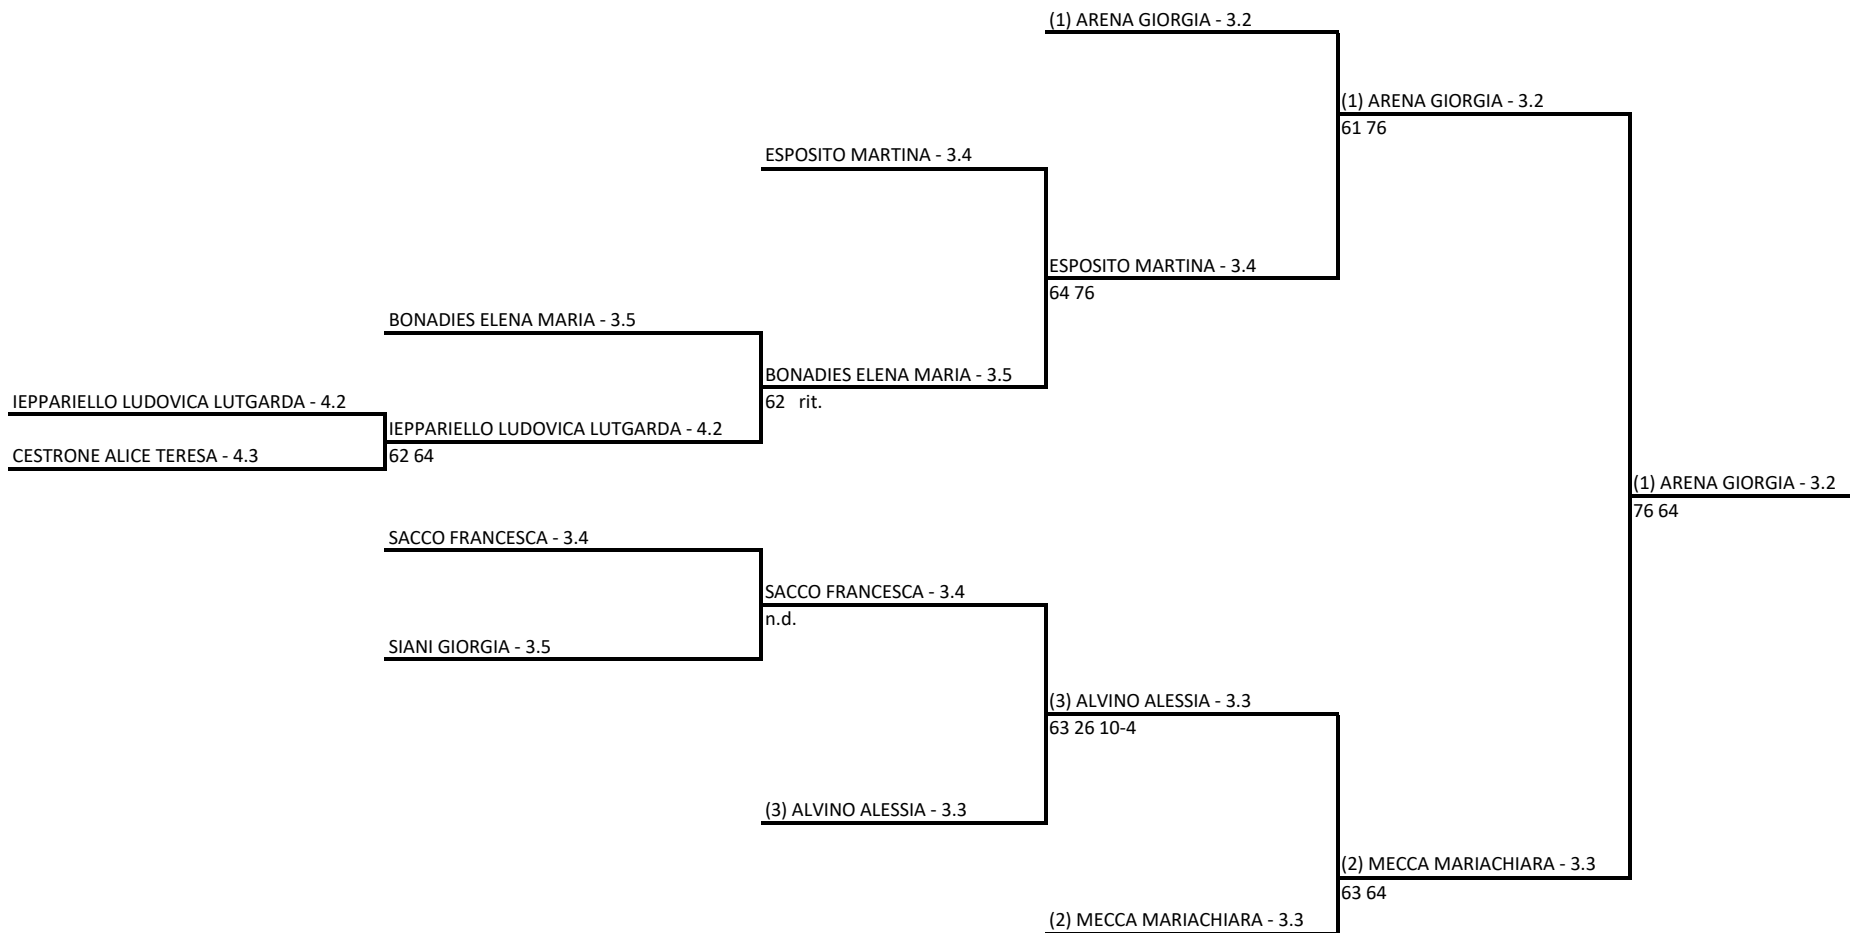 (1) ARENA GIORGIA - 3.2
(1) ARENA GIORGIA - 3.2
61 76
ESPOSITO MARTINA - 3.4
ESPOSITO MARTINA - 3.4
64 76
BONADIES ELENA MARIA - 3.5
BONADIES ELENA MARIA - 3.5
62 rit.
IEPPARIELLO LUDOVICA LUTGARDA - 4.2
IEPPARIELLO LUDOVICA LUTGARDA - 4.2
62 64
CESTRONE ALICE TERESA - 4.3
(1) ARENA GIORGIA - 3.2
76 64
SACCO FRANCESCA - 3.4
SACCO FRANCESCA - 3.4
n.d.
SIANI GIORGIA - 3.5
(3) ALVINO ALESSIA - 3.3
63 26 10-4
(3) ALVINO ALESSIA - 3.3
(2) MECCA MARIACHIARA - 3.3
63 64
(2) MECCA MARIACHIARA - 3.3